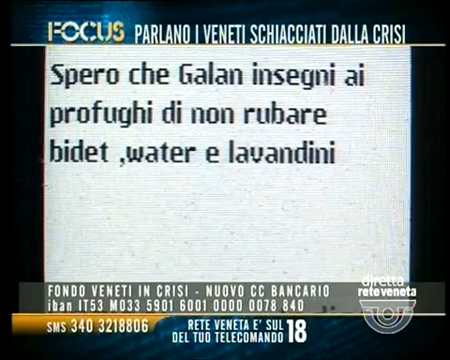 FOCUS PARLANO I VENETI SCHIACCIATI DALLA CRISI
Spero che Galan insegni ai
profughi di non rubare
bidet ,water e lavandini
FONDO VENETI IN CRISI - NUOVO CC BANCARIO
iban IT53 M033 5901 6001 0000 0078 840
diretta
reteveneta
SMS 340 3218806
RETE VENETA E' SUL
DEL TUO TELECOMANDO 18